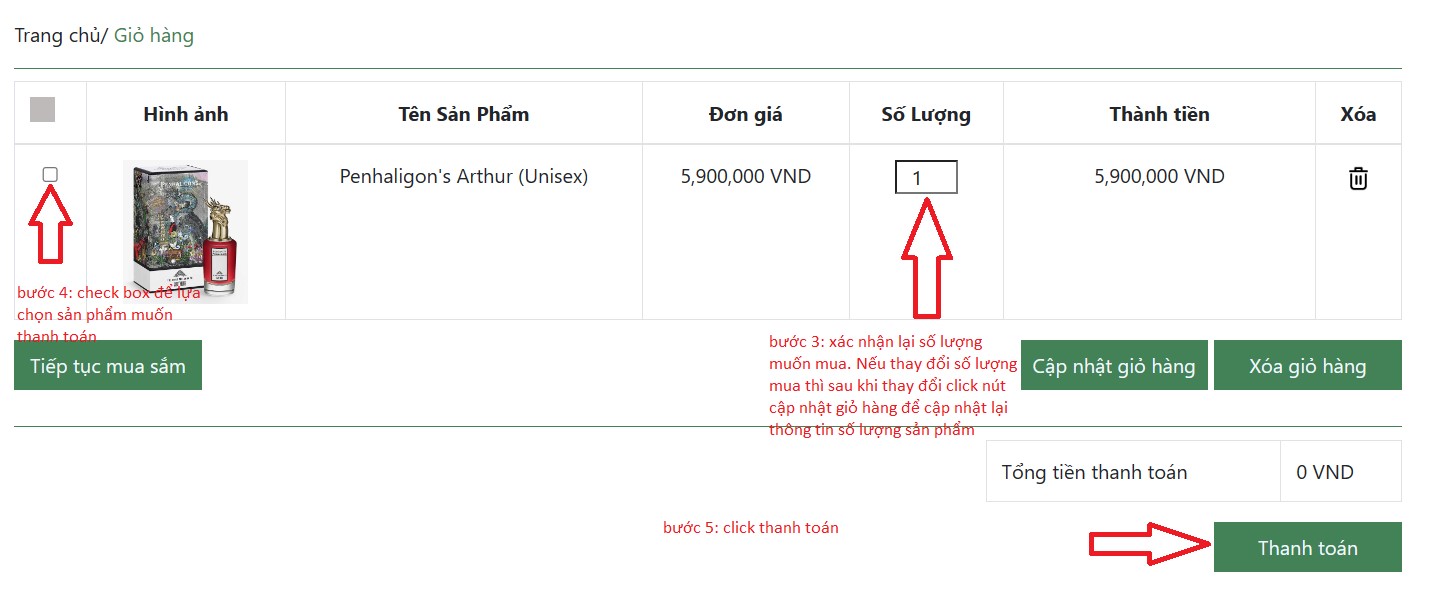 Trang chủ/ Giỏ hàng
Hình ảnh
Tên Sản Phẩm
Đơn giá
Số Lượng
Thành tiền
Xóa
PENHALIGON'S
Penhaligon's Arthur (Unisex)
5,900,000 VND
1
5,900,000 VND
bước 4: check box để lựa
chọn sản phẩm muốn
thanh toán
Tiếp tục mua sắm
bước 3: xác nhận lại số lượng
muốn mua. Nếu thay đổi số lượng
mua thì sau khi thay đổi click nút
cập nhật giỏ hàng để cập nhật lại
thông tin số lượng sản phẩm
Cập nhật giỏ hàng
Xóa giỏ hàng
Tổng tiền thanh toán
0 VND
bước 5: click thanh toán
Thanh toán